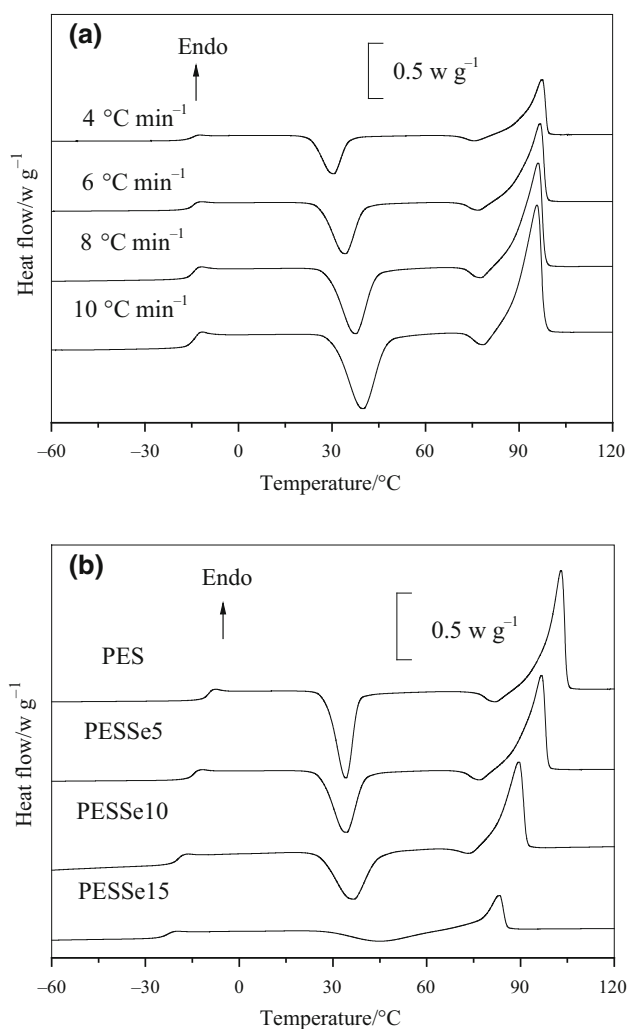 (a)
Endo
0.5 w g⁻¹
4 °C min⁻¹
6 °C min⁻¹
8 °C min⁻¹
10 °C min⁻¹
Heat flow/w g⁻¹
−60 −30 0 30 60 90 120
Temperature/°C
(b)
Endo
0.5 w g⁻¹
PES
PESSe5
PESSe10
PESSe15
Heat flow/w g⁻¹
−60 −30 0 30 60 90 120
Temperature/°C